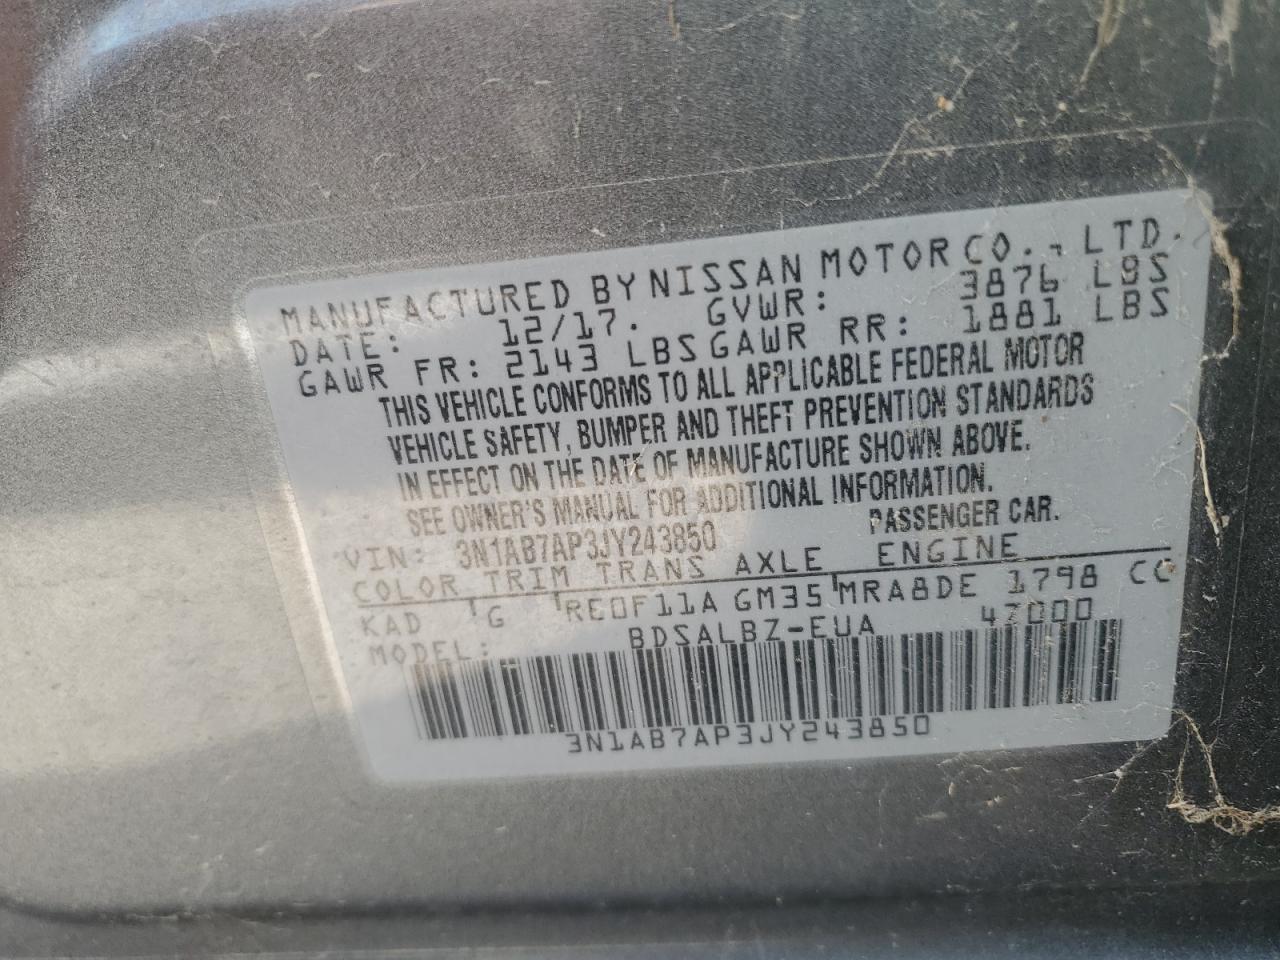 MANUFACTURED BY NISSAN MOTOR CO., LTD.
DATE: 12/17. GVWR: 3876 LBS
GAWR FR: 2143 LBS GAWR RR: 1881 LBS
THIS VEHICLE CONFORMS TO ALL APPLICABLE FEDERAL MOTOR
VEHICLE SAFETY, BUMPER AND THEFT PREVENTION STANDARDS
IN EFFECT ON THE DATE OF MANUFACTURE SHOWN ABOVE.
SEE OWNER'S MANUAL FOR ADDITIONAL INFORMATION.
VIN: 3N1AB7AP3JY243850 PASSENGER CAR.
COLOR TRIM TRANS AXLE ENGINE
KAD G RE0F11A GM35 MRA8DE 1798 CC
MODEL: BDSALBZ-EUA 47000
3N1AB7AP3JY243850